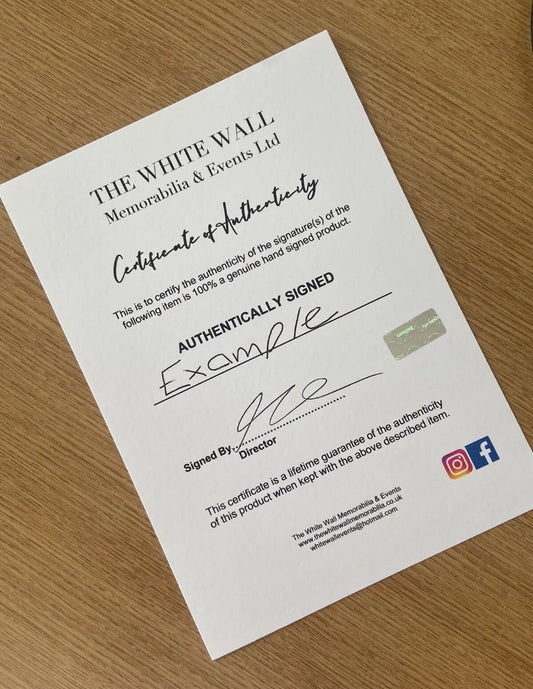 THE WHITE WALL
Memorabilia & Events Ltd
Certificate of Authenticity
This is to certify the authenticity of the signature(s) of the
following item is 100% a genuine hand signed product.
AUTHENTICALLY SIGNED
Example
Signed By
Director
This certificate is a lifetime guarantee of the authenticity
of this product when kept with the above described item.
The White Wall Memorabilia & Events
www.thewhitewallmemorabilia.co.uk
whitewallevents@hotmail.com